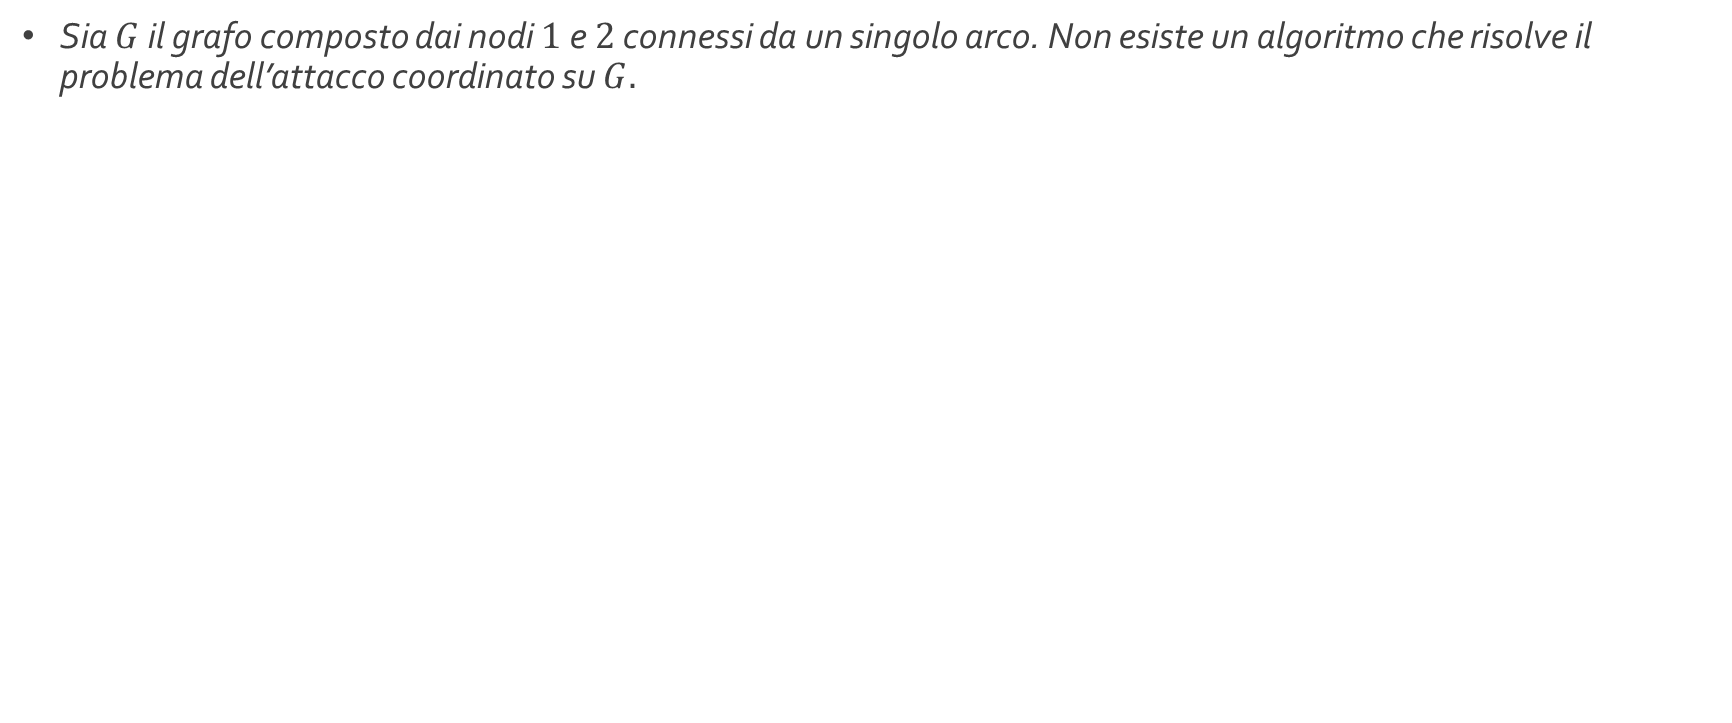 • Sia G il grafo composto dai nodi 1 e 2 connessi da un singolo arco. Non esiste un algoritmo che risolve il
problema dell’attacco coordinato su G.